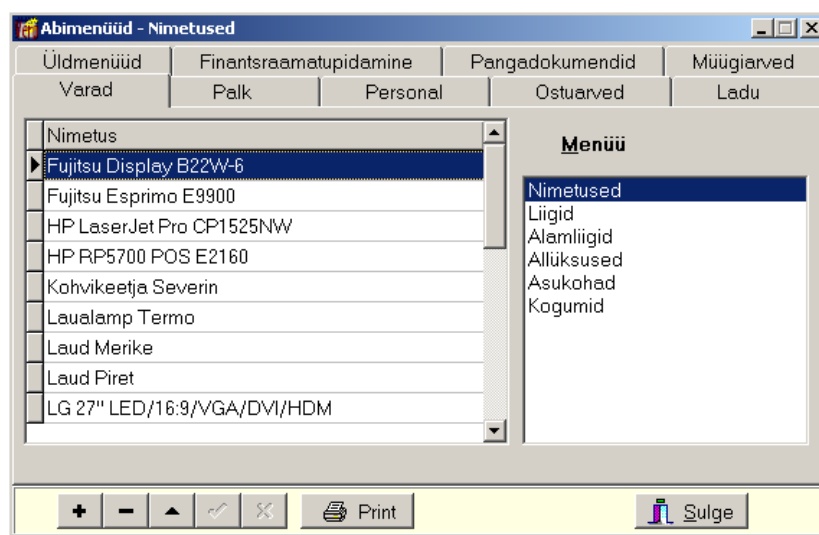 Abimenüüd - Nimetused
Üldmenüüd Finantsraamatupidamine Pangadokumendid Müügiarved
Varad Palk Personal Ostuarved Ladu
Nimetus
Fujitsu Display B22W-6
Fujitsu Esprimo E9900
HP LaserJet Pro CP1525NW
HP RP5700 POS E2160
Kohvikeetja Severin
Laualamp Termo
Laud Merike
Laud Piret
LG 27" LED/16:9/VGA/DVI/HDM
Menüü
Nimetused
Liigid
Alamliigid
Allüksused
Asukohad
Kogumid
Print
Sulge